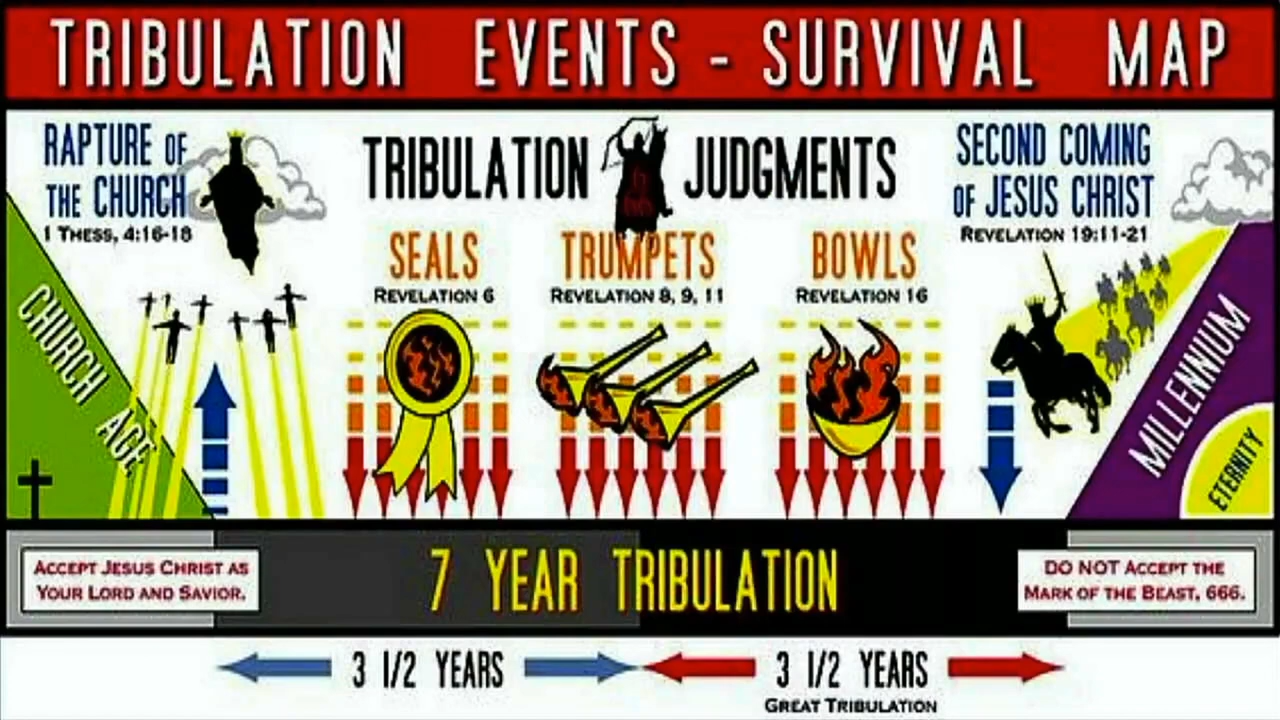 TRIBULATION EVENTS - SURVIVAL MAP
RAPTURE OF
THE CHURCH
1 THESS, 4:16-18
TRIBULATION JUDGMENTS
6
66
SECOND COMING
OF JESUS CHRIST
REVELATION 19:11-21
SEALS
REVELATION 6
TRUMPETS
REVELATION 8, 9, 11
BOWLS
REVELATION 16
CHURCH AGE
MILLENNIUM
ETERNITY
ACCEPT JESUS CHRIST AS
YOUR LORD AND SAVIOR.
7 YEAR TRIBULATION
DO NOT ACCEPT THE
MARK OF THE BEAST, 666.
3 1/2 YEARS
3 1/2 YEARS
GREAT TRIBULATION